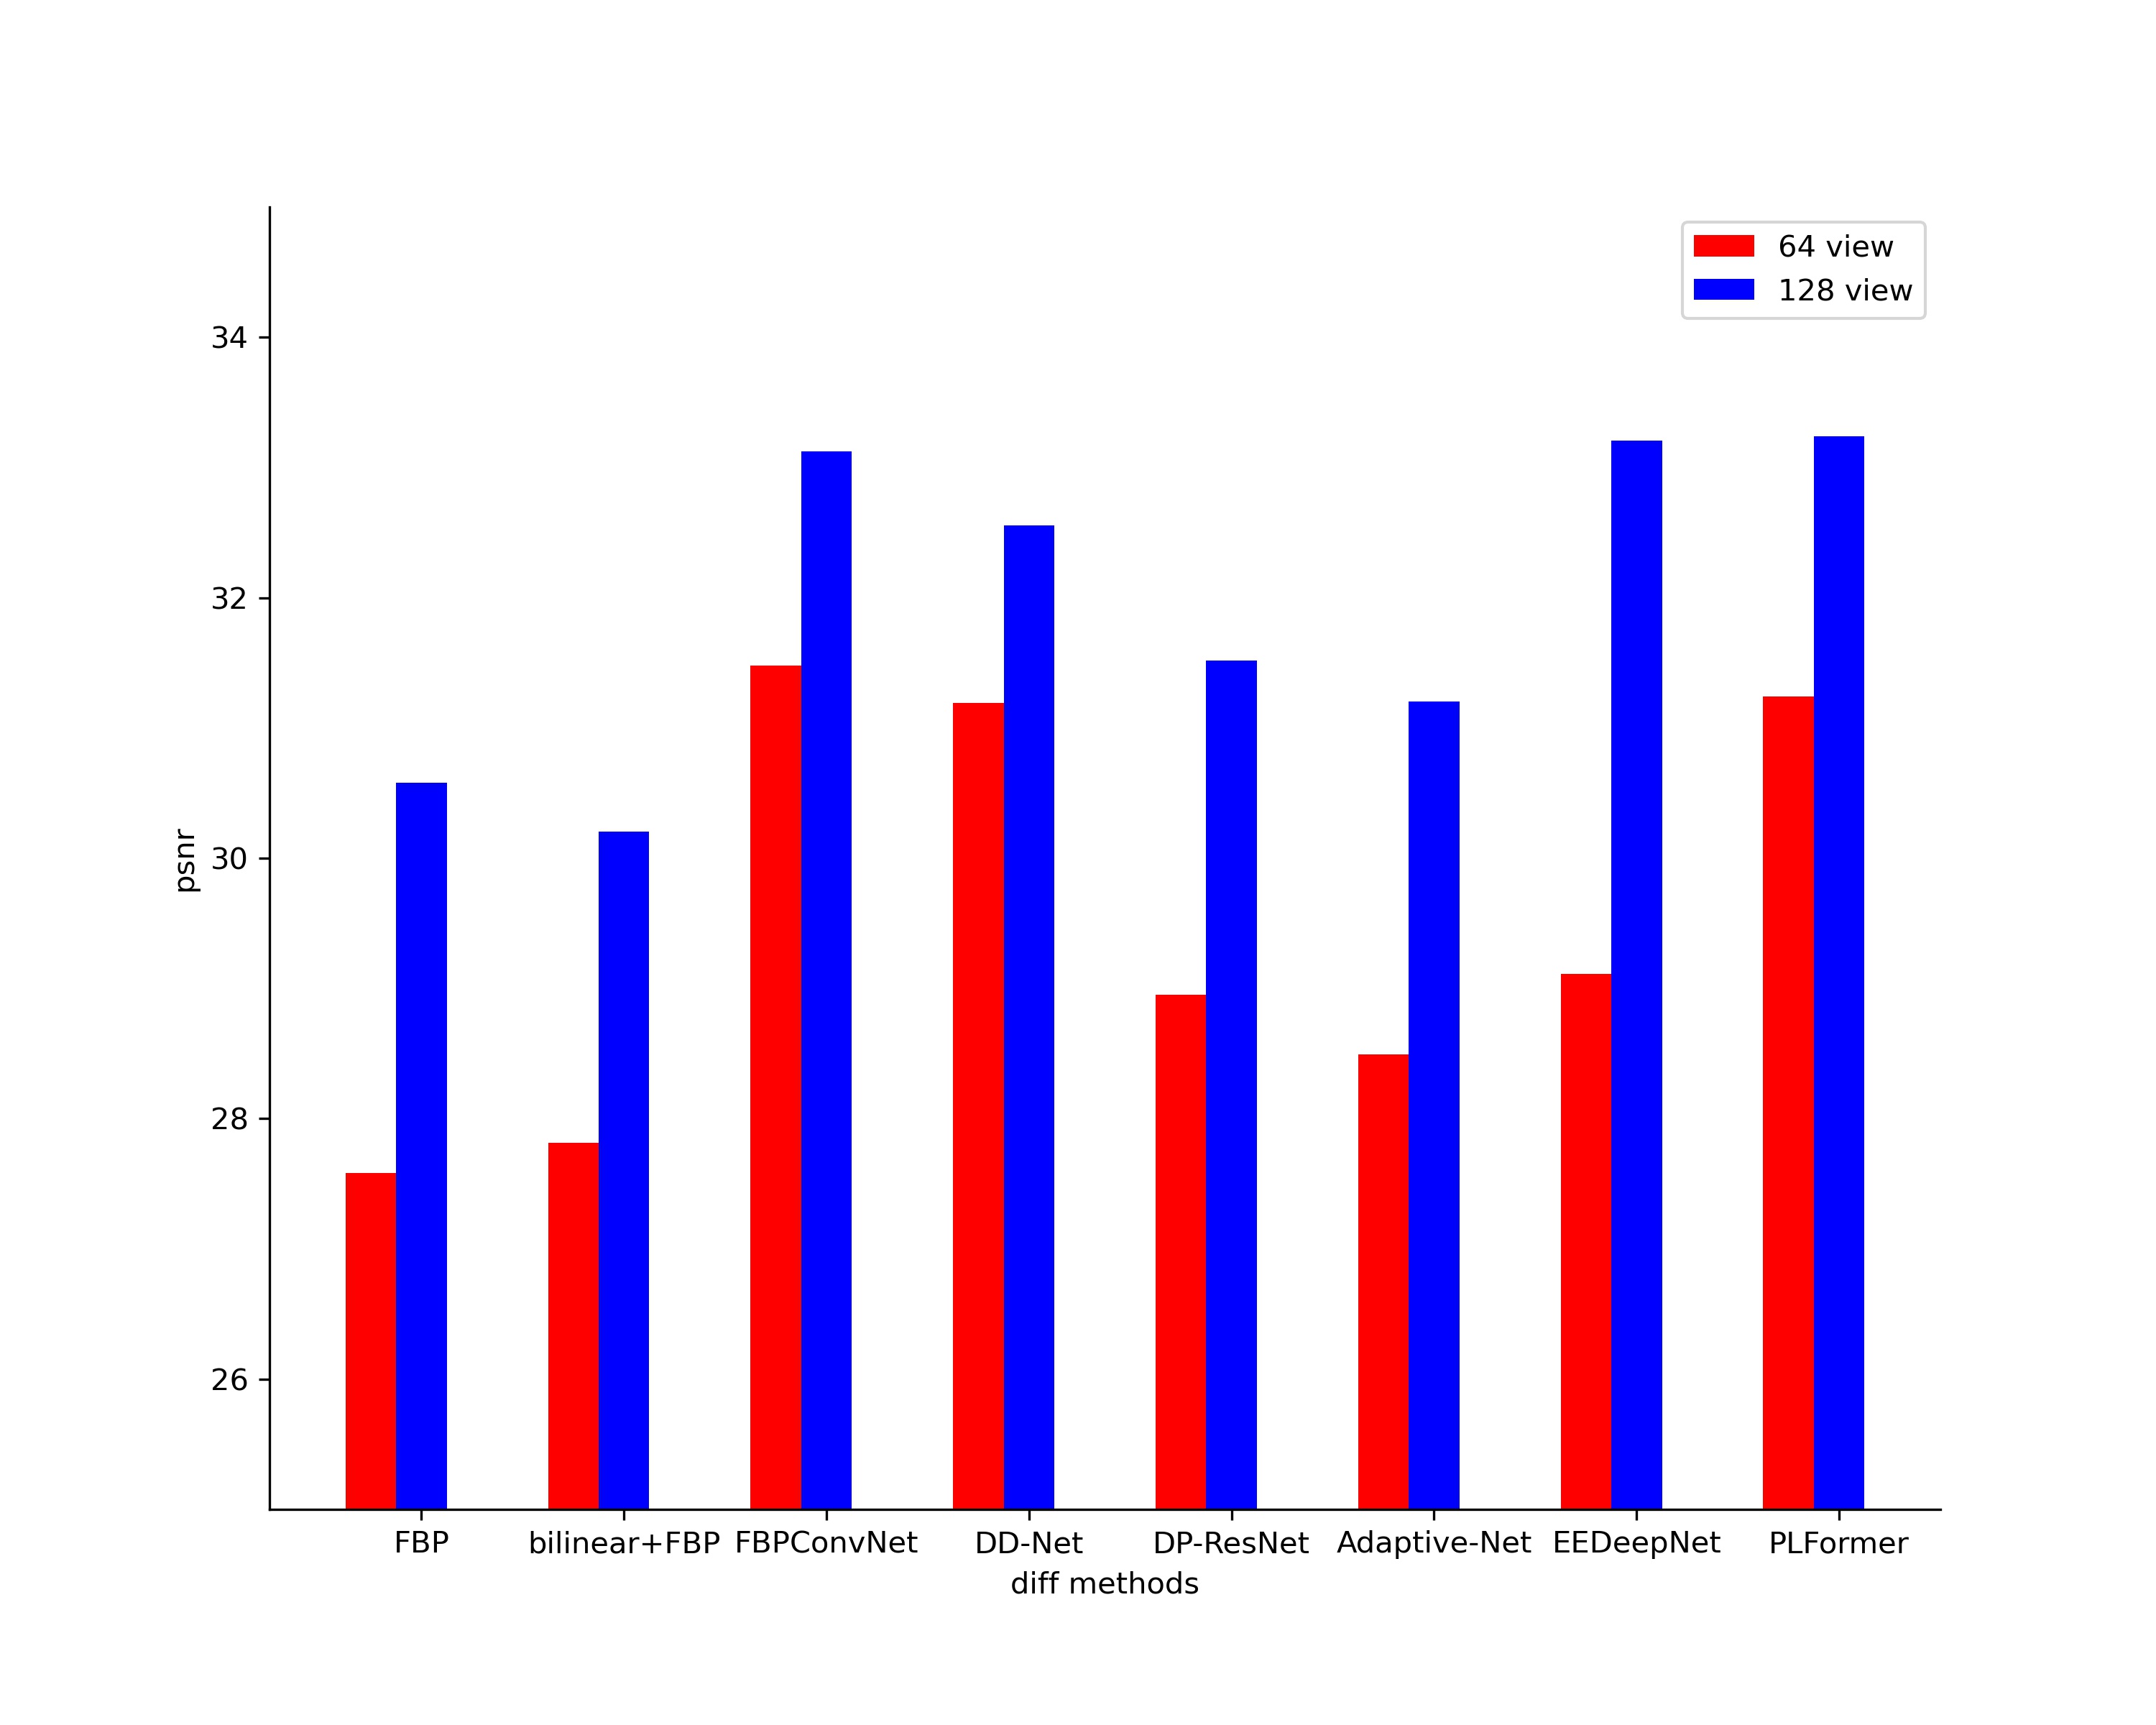 64 view
128 view
34
32
30
28
26
psnr
FBP bilinear+FBP FBPConvNet DD-Net DP-ResNet Adaptive-Net EEDeepNet PLFormer
diff methods